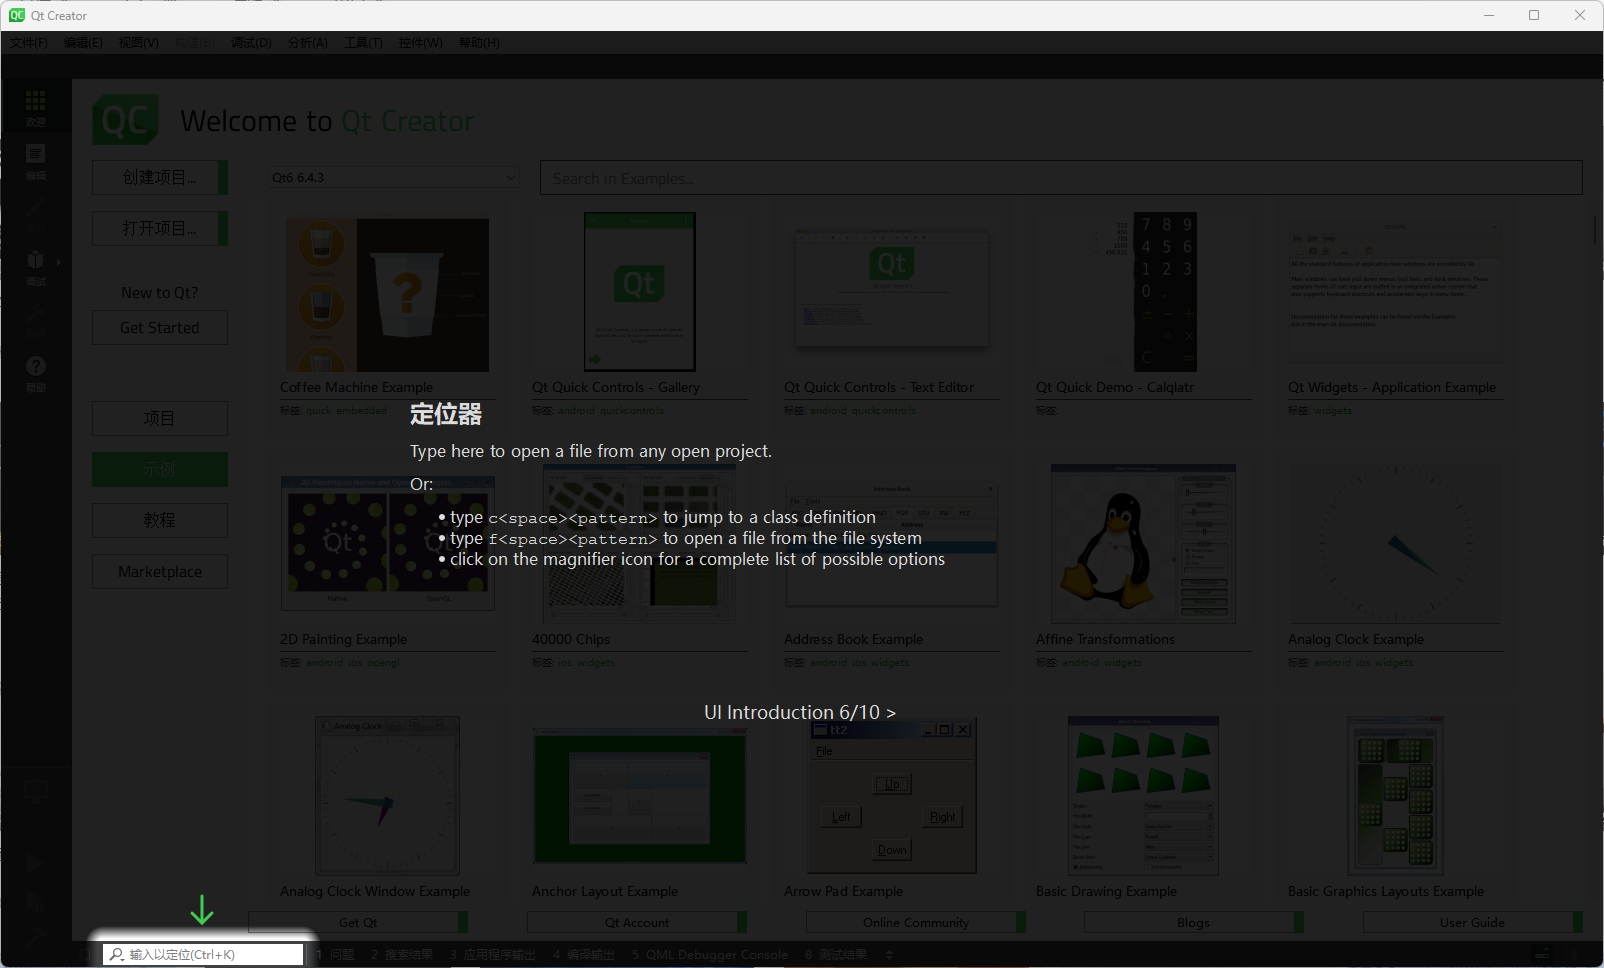 Qt Creator
文件(F) 编辑(E) 视图(V) 构建(B) 调试(D) 分析(A) 工具(T) 控件(W) 帮助(H)
欢迎
编辑
调试
帮助
QC
Welcome to Qt Creator
创建项目...
打开项目...
New to Qt?
Get Started
项目
示例
教程
Marketplace
Qt6 6.4.3
Search in Examples...
Coffee Machine Example
标签: quick embedded
Qt Quick Controls - Gallery
标签: android quickcontrols
Qt Quick Controls - Text Editor
标签: android quickcontrols
Qt Quick Demo - Calqlatr
标签:
Qt Widgets - Application Example
标签: widgets
定位器
Type here to open a file from any open project.
Or:
• type c<space><pattern> to jump to a class definition
• type f<space><pattern> to open a file from the file system
• click on the magnifier icon for a complete list of possible options
2D Painting Example
标签: android ios opengl
40000 Chips
标签: ios widgets
Address Book Example
标签: android ios widgets
Affine Transformations
标签: android widgets
Analog Clock Example
标签: android ios widgets
UI Introduction 6/10 >
Analog Clock
tt2
File
Up
Left
Right
Down
Analog Clock Window Example
Anchor Layout Example
Arrow Pad Example
Basic Drawing Example
Basic Graphics Layouts Example
Get Qt
Qt Account
Online Community
Blogs
User Guide
输入以定位(Ctrl+K)
1 问题
2 搜索结果
3 应用程序输出
4 编译输出
5 QML Debugger Console
8 测试结果